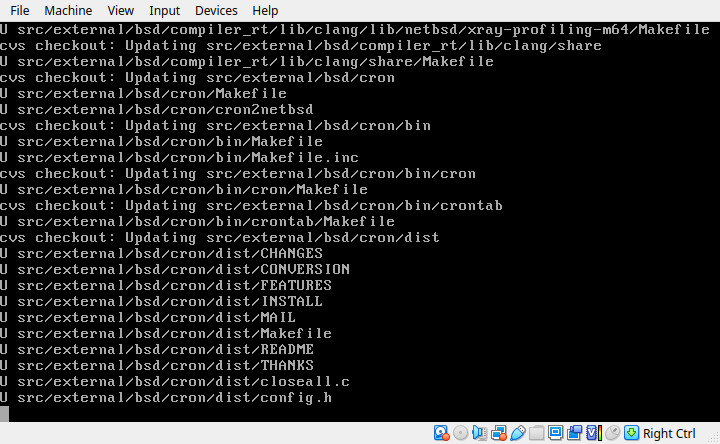 File Machine View Input Devices Help
U src/external/bsd/compiler_rt/lib/clang/lib/netbsd/xray-profiling-m64/Makefile
cvs checkout: Updating src/external/bsd/compiler_rt/lib/clang/share
U src/external/bsd/compiler_rt/lib/clang/share/Makefile
cvs checkout: Updating src/external/bsd/cron
U src/external/bsd/cron/Makefile
U src/external/bsd/cron/cron2netbsd
cvs checkout: Updating src/external/bsd/cron/bin
U src/external/bsd/cron/bin/Makefile
U src/external/bsd/cron/bin/Makefile.inc
cvs checkout: Updating src/external/bsd/cron/bin/cron
U src/external/bsd/cron/bin/cron/Makefile
cvs checkout: Updating src/external/bsd/cron/bin/crontab
U src/external/bsd/cron/bin/crontab/Makefile
cvs checkout: Updating src/external/bsd/cron/dist
U src/external/bsd/cron/dist/CHANGES
U src/external/bsd/cron/dist/CONVERSION
U src/external/bsd/cron/dist/FEATURES
U src/external/bsd/cron/dist/INSTALL
U src/external/bsd/cron/dist/MAIL
U src/external/bsd/cron/dist/Makefile
U src/external/bsd/cron/dist/README
U src/external/bsd/cron/dist/THANKS
U src/external/bsd/cron/dist/closeall.c
U src/external/bsd/cron/dist/config.h
Right Ctrl